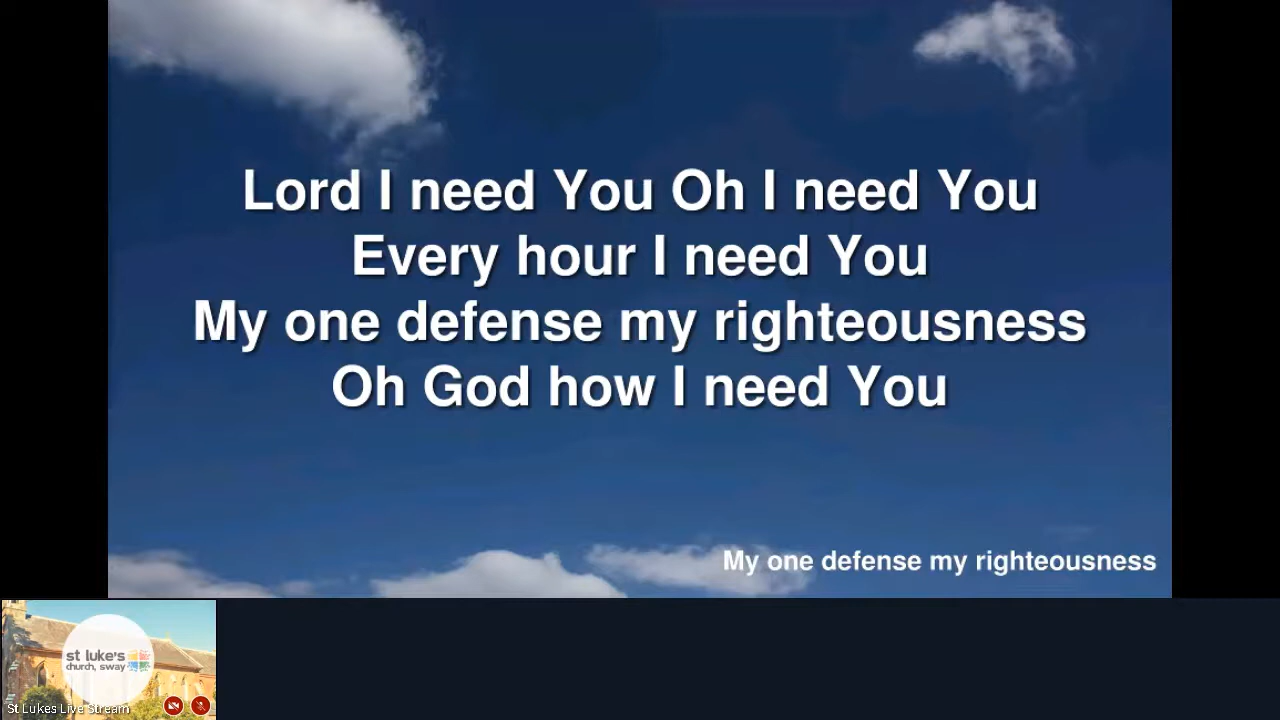 Lord I need You Oh I need You
Every hour I need You
My one defense my righteousness
Oh God how I need You
My one defense my righteousness
st luke's
church, sway
St Lukes Live Stream